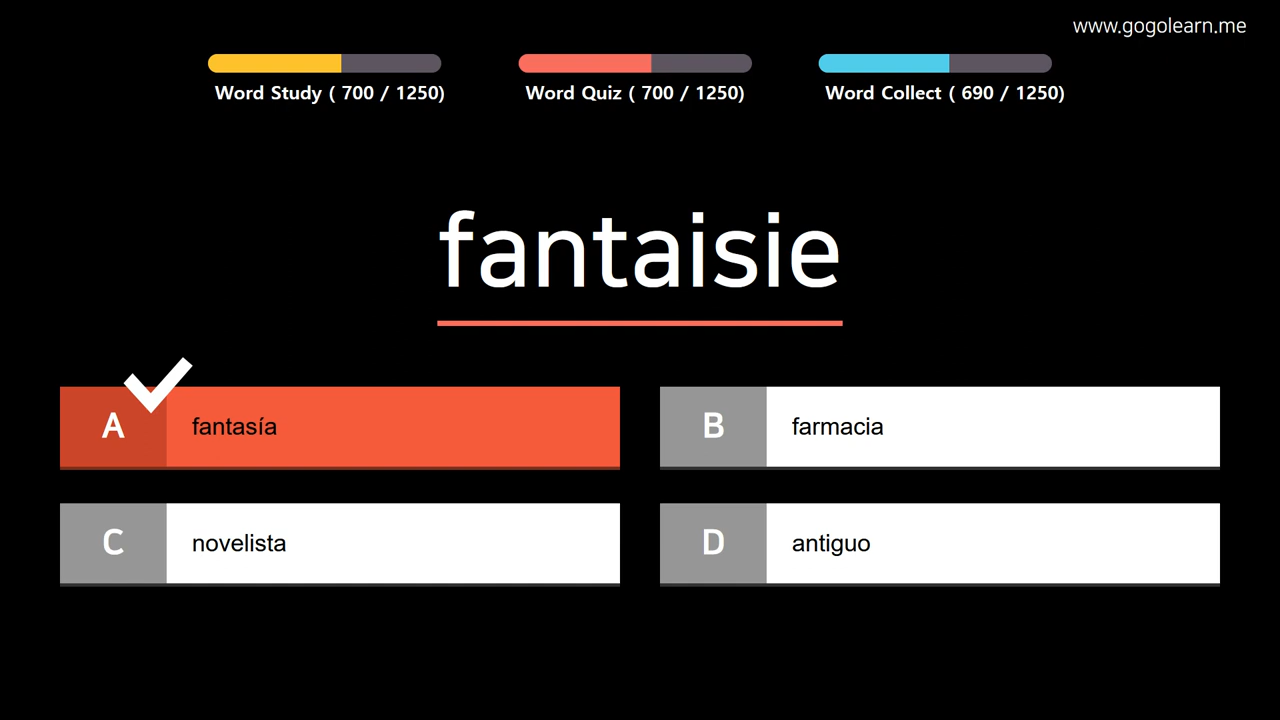 www.gogolearn.me
Word Study ( 700 / 1250)
Word Quiz ( 700 / 1250)
Word Collect ( 690 / 1250)
fantaisie
A fantasía
B farmacia
C novelista
D antiguo